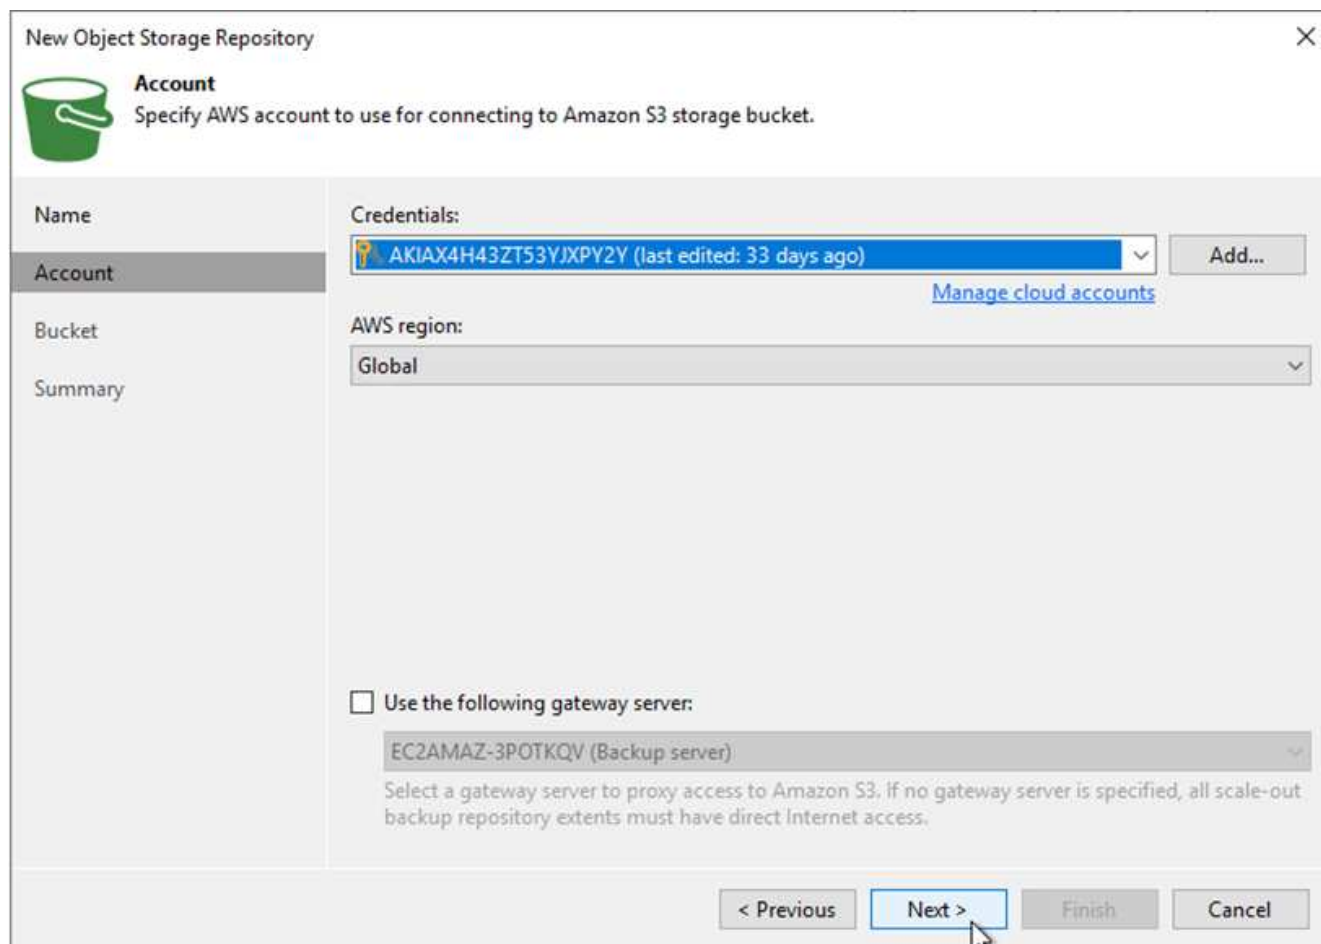 New Object Storage Repository
Account
Specify AWS account to use for connecting to Amazon S3 storage bucket.
Name
Account
Bucket
Summary
Credentials:
AKIAX4H43ZT53YJXPY2Y (last edited: 33 days ago)
Add...
Manage cloud accounts
AWS region:
Global
Use the following gateway server:
EC2AMAZ-3POTKQV (Backup server)
Select a gateway server to proxy access to Amazon S3. If no gateway server is specified, all scale-out
backup repository extents must have direct Internet access.
< Previous
Next >
Finish
Cancel